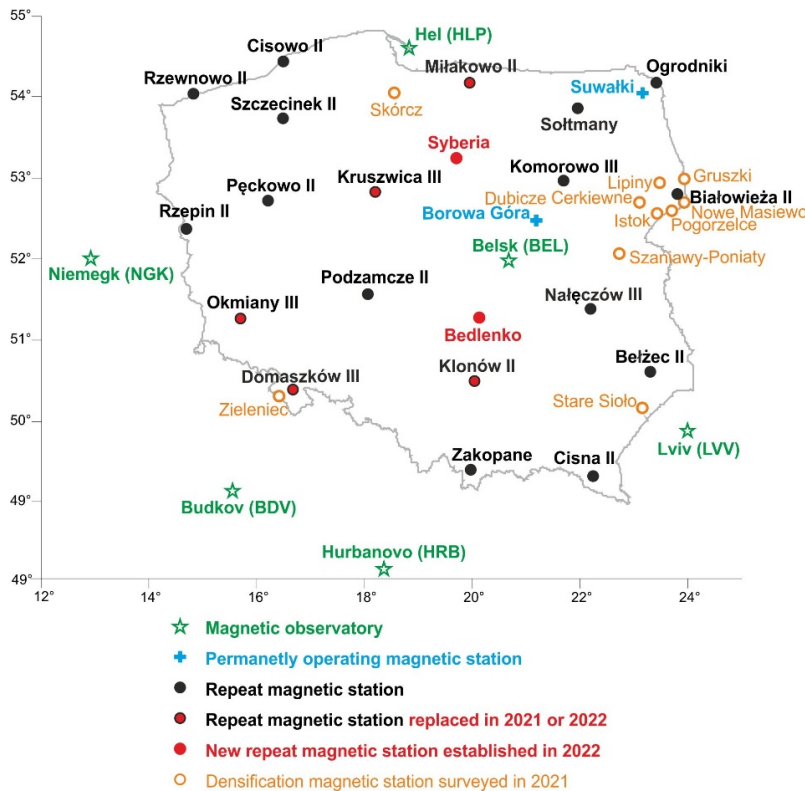 55°
Hel (HLP)
Cisowo II
Miłakowo II
Ogrodniki
Rzewnowo II
Suwałki
54°
Szczecinek II
Skórcz
Sołtmany
Syberia
Komorowo III
Gruszki
53°
Kruszwica III
Lipiny
Pęckowo II
Dubicze Cerkiewne
Białowieża II
Rzepin II
Borowa Góra
Istok
Nowe Masiewo
Pogorzelce
52°
Belsk (BEL)
Szaniawy-Poniaty
Niemegk (NGK)
Podzamcze II
Okmiany III
Nałęczów III
51°
Bedlenko
Bełżec II
Klonów II
Domaszków III
Zieleniec
Stare Sioło
50°
Lviv (LVV)
Zakopane
Cisna II
49°
Budkov (BDV)
Hurbanovo (HRB)
49°
12°
14°
16°
18°
20°
22°
24°
Magnetic observatory
Permanetly operating magnetic station
Repeat magnetic station
Repeat magnetic station replaced in 2021 or 2022
New repeat magnetic station established in 2022
Densification magnetic station surveyed in 2021